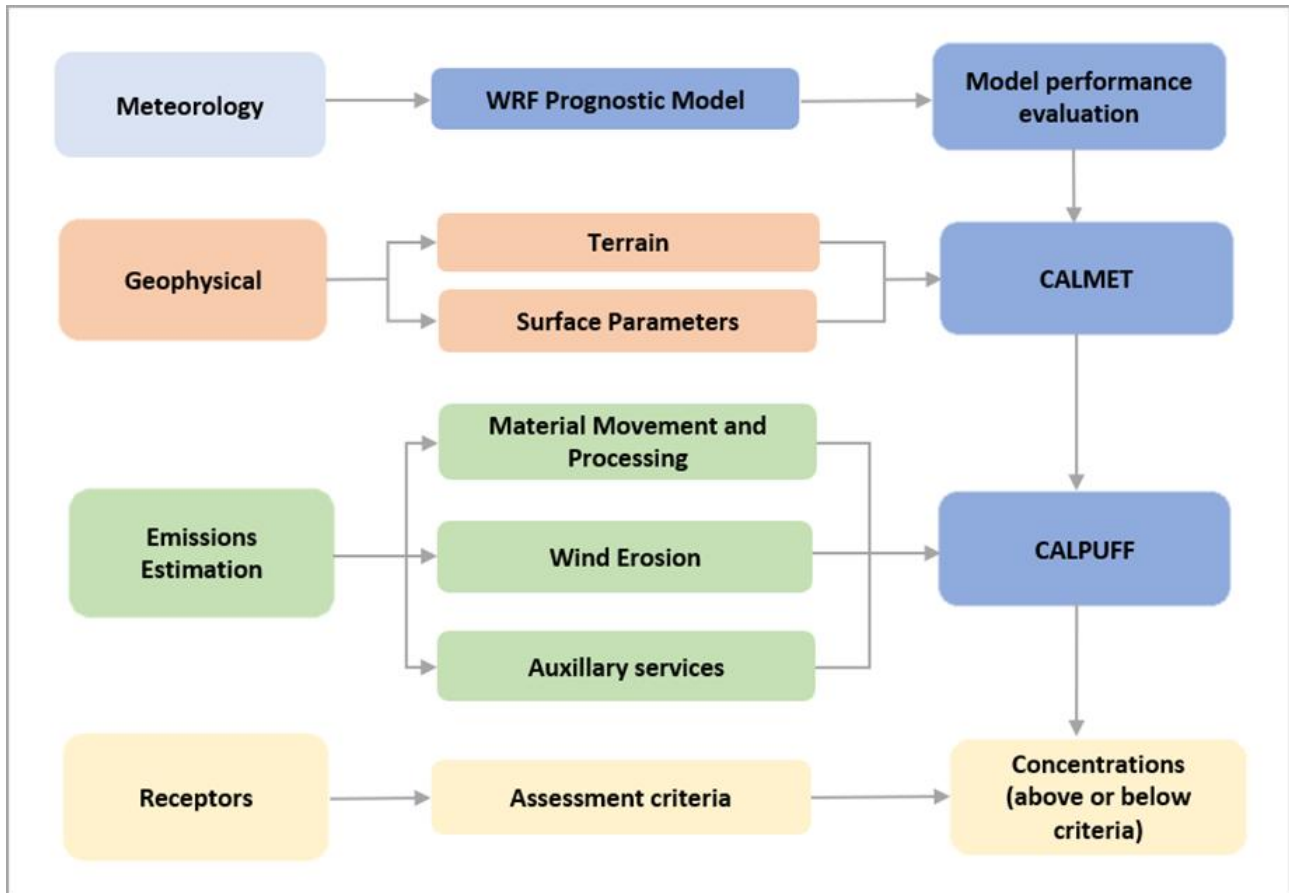 Meteorology
WRF Prognostic Model
Model performance
evaluation
Geophysical
Terrain
Surface Parameters
CALMET
Emissions
Estimation
Material Movement and
Processing
Wind Erosion
Auxillary services
CALPUFF
Receptors
Assessment criteria
Concentrations
(above or below
criteria)